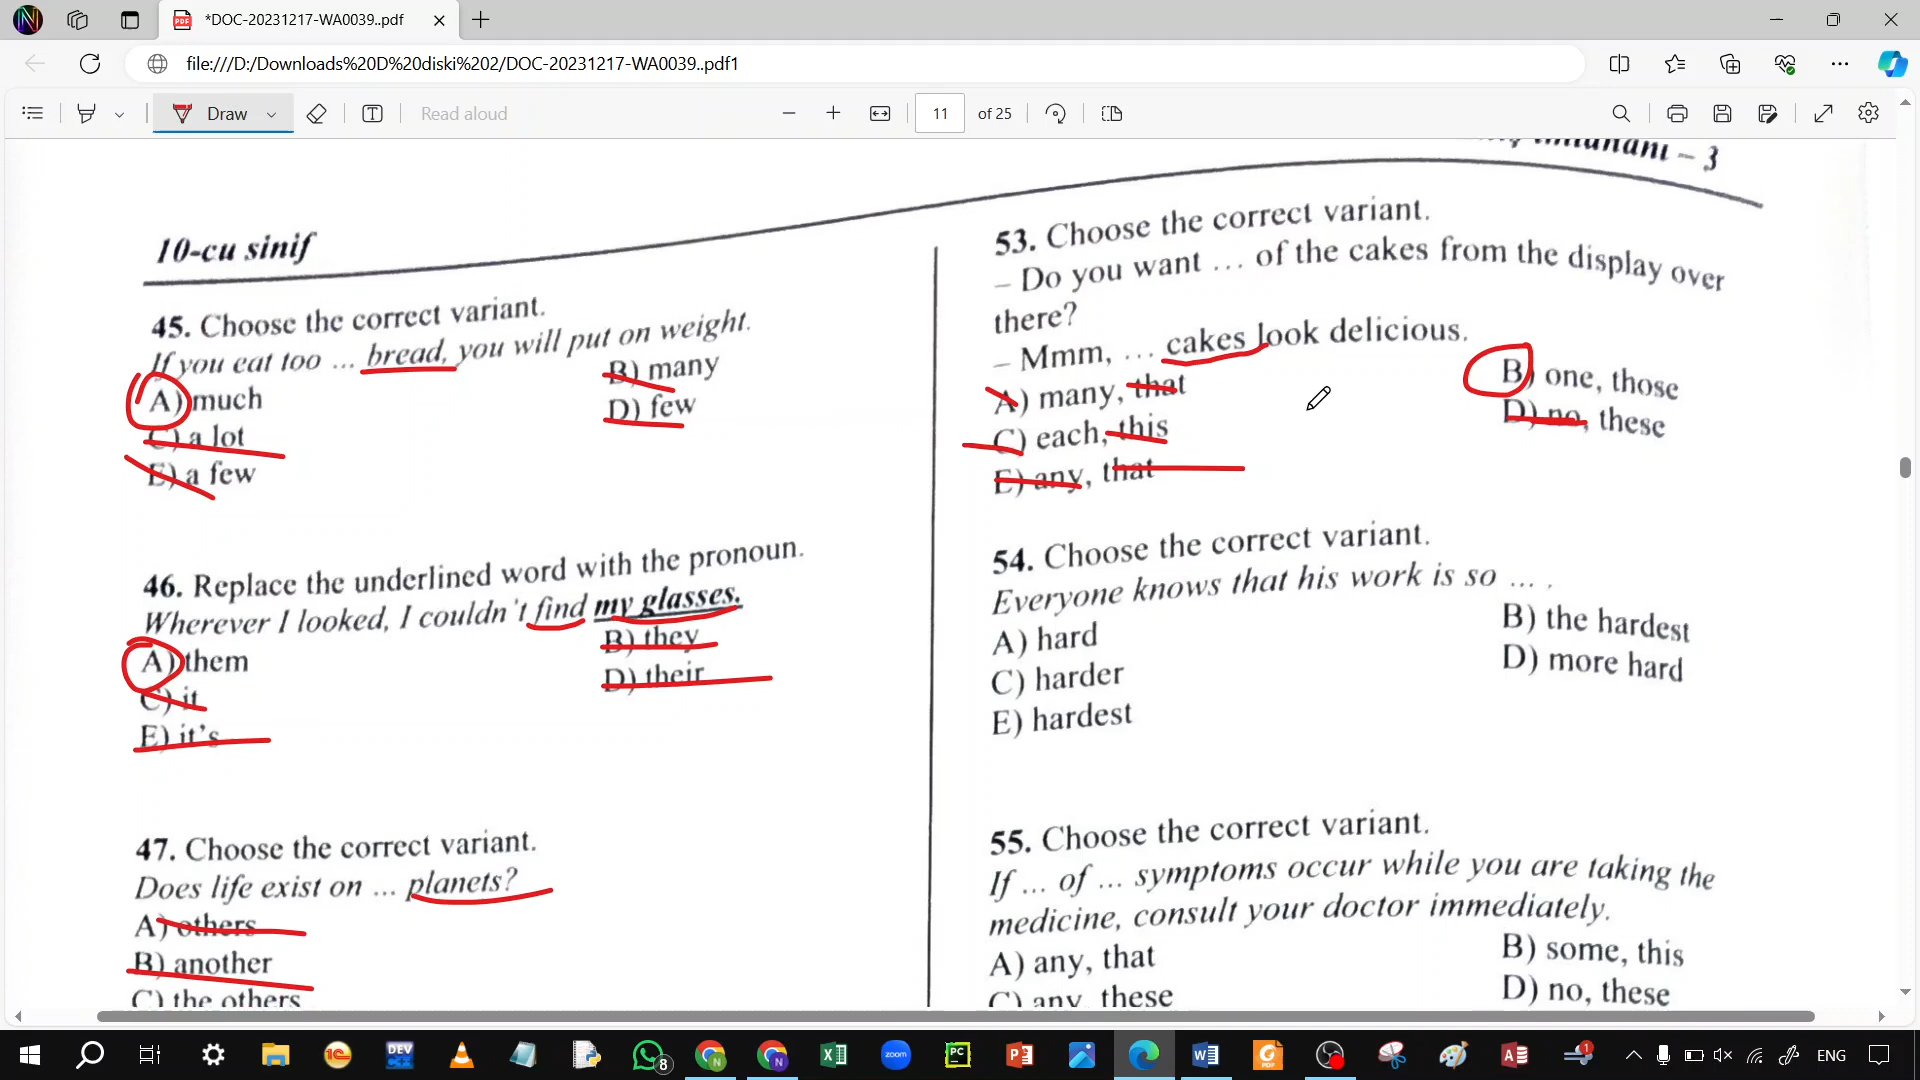 *DOC-20231217-WA0039..pdf
file:///D:/Downloads%20D%20diski%202/DOC-20231217-WA0039..pdf1
Draw
Read aloud
11 of 25
– 3
10-cu sinif
45. Choose the correct variant.
If you eat too ... bread, you will put on weight.
A) much
B) many
C) a lot
D) few
E) a few
46. Replace the underlined word with the pronoun.
Wherever I looked, I couldn't find my glasses.
A) them
B) they
C) it
D) their
E) it's
47. Choose the correct variant.
Does life exist on ... planets?
A) others
B) another
C) the others
53. Choose the correct variant.
– Do you want ... of the cakes from the display over
there?
– Mmm, ... cakes look delicious.
A) many, that
B) one, those
C) each, this
D) no, these
E) any, that
54. Choose the correct variant.
Everyone knows that his work is so ... .
A) hard
B) the hardest
C) harder
D) more hard
E) hardest
55. Choose the correct variant.
If ... of ... symptoms occur while you are taking the
medicine, consult your doctor immediately.
A) any, that
B) some, this
C) any, these
D) no, these
8
1
ENG